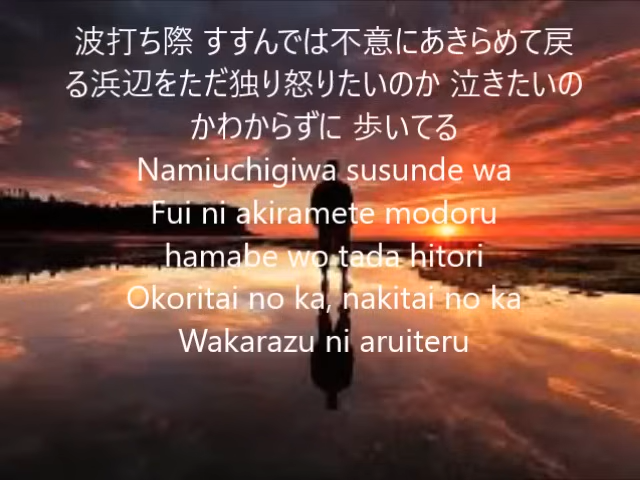 波打ち際 すすんでは不意にあきらめて戻
る浜辺をただ独り怒りたいのか 泣きたいの
かわからずに 歩いてる
Namiuchigiwa susunde wa
Fui ni akiramete modoru
hamabe wo tada hitori
Okoritai no ka, nakitai no ka
Wakarazu ni aruiteru